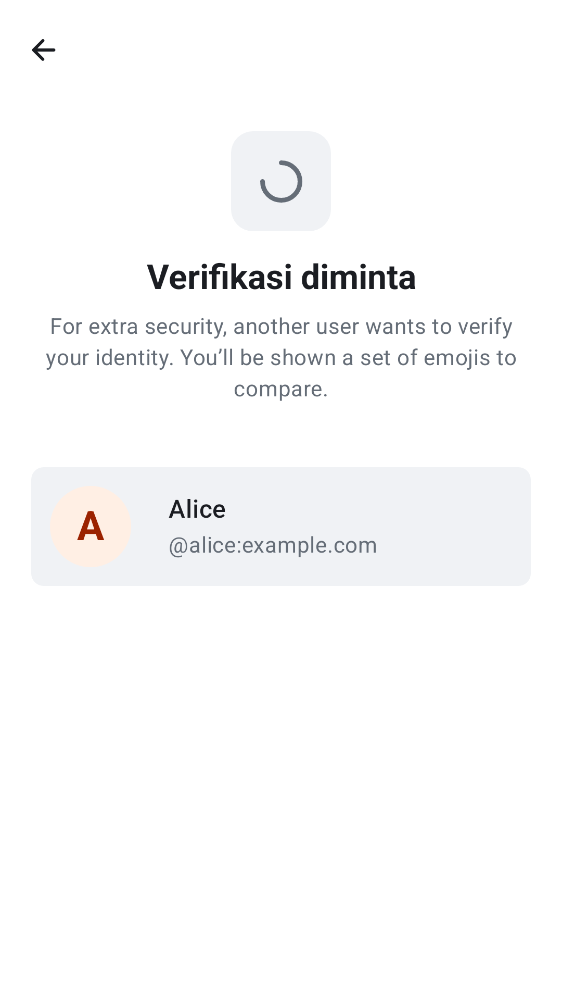 Verifikasi diminta
For extra security, another user wants to verify
your identity. You’ll be shown a set of emojis to
compare.
A
Alice
@alice:example.com